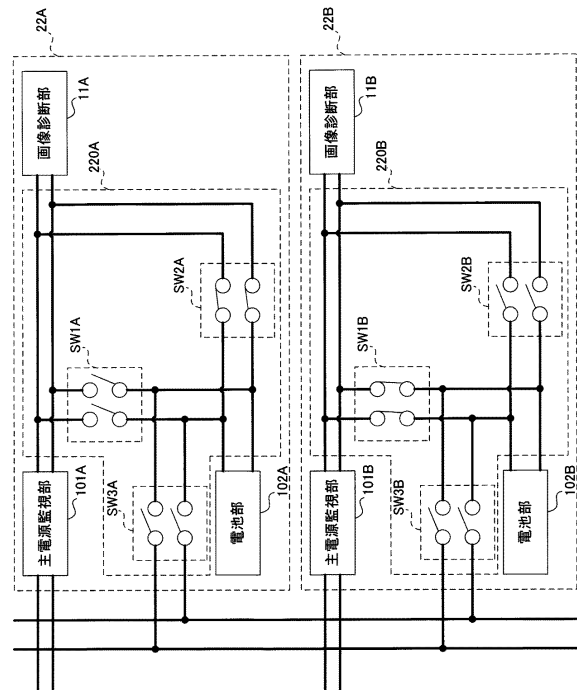 22A
画像診断部
11A
220A
SW2A
SW1A
主電源監視部
101A
SW3A
電池部
102A
22B
画像診断部
11B
220B
SW2B
SW1B
主電源監視部
101B
SW3B
電池部
102B